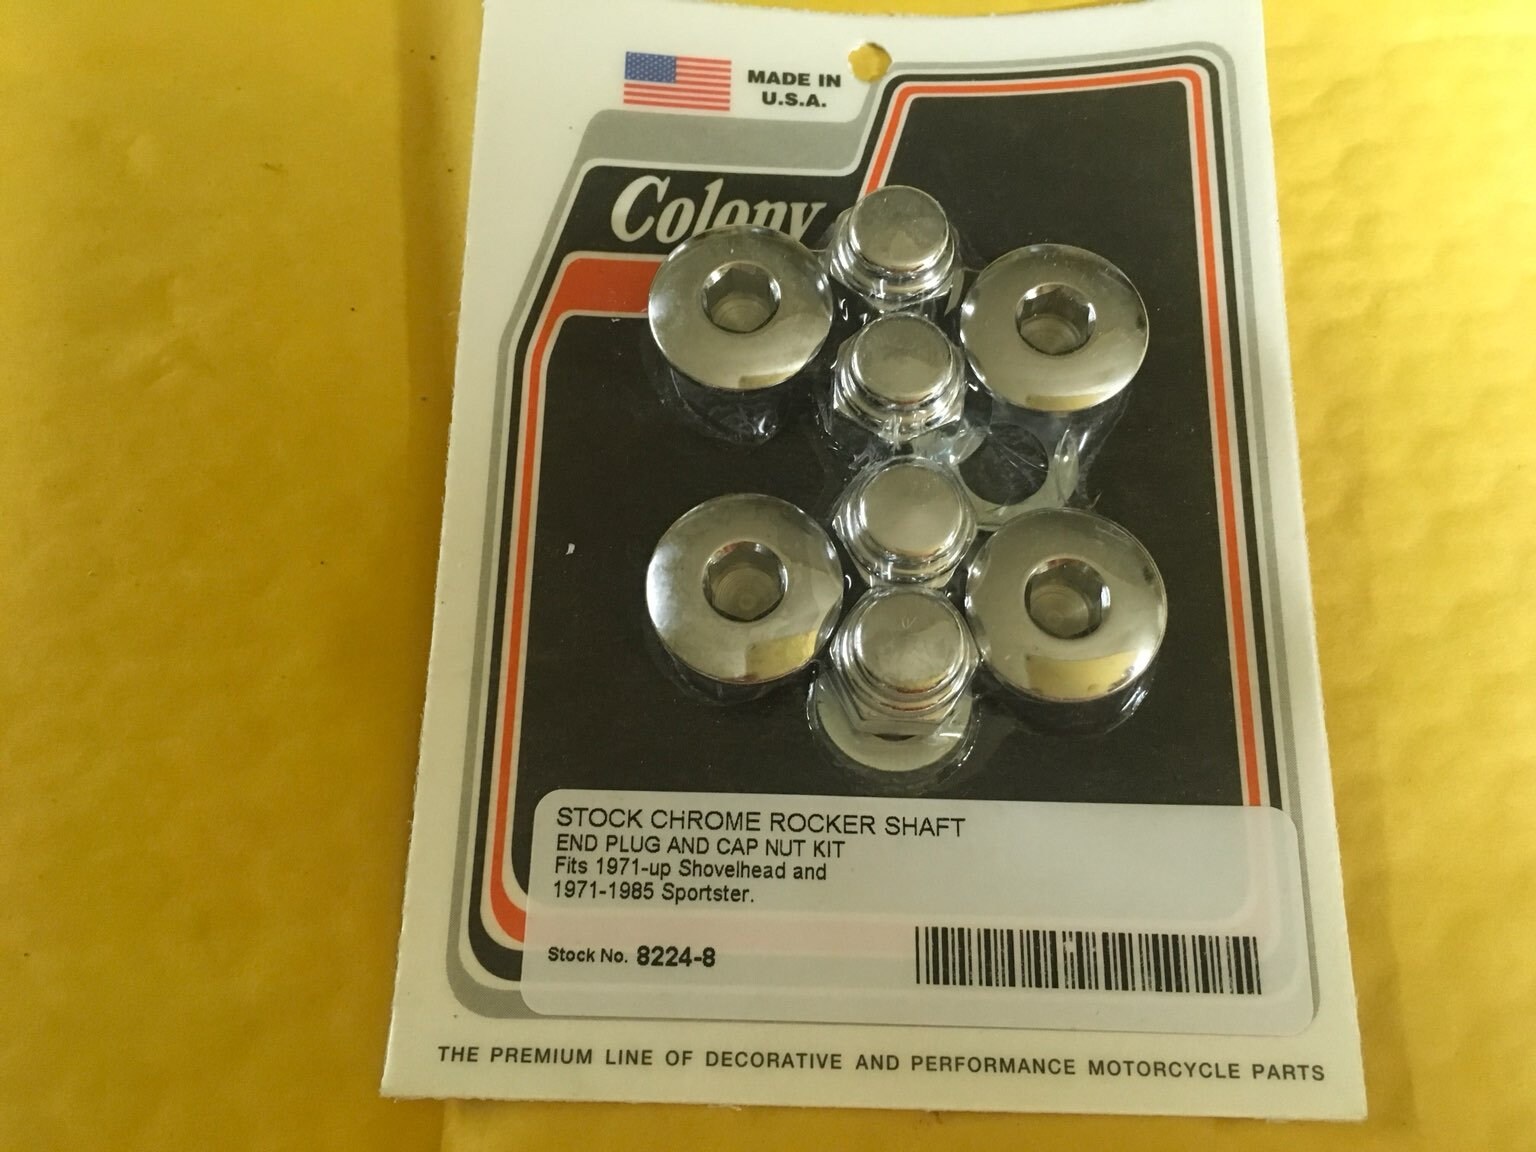 MADE IN
U.S.A.
Colony
STOCK CHROME ROCKER SHAFT
END PLUG AND CAP NUT KIT
Fits 1971-up Shovelhead and
1971-1985 Sportster.
Stock No. 8224-8
THE PREMIUM LINE OF DECORATIVE AND PERFORMANCE MOTORCYCLE PARTS